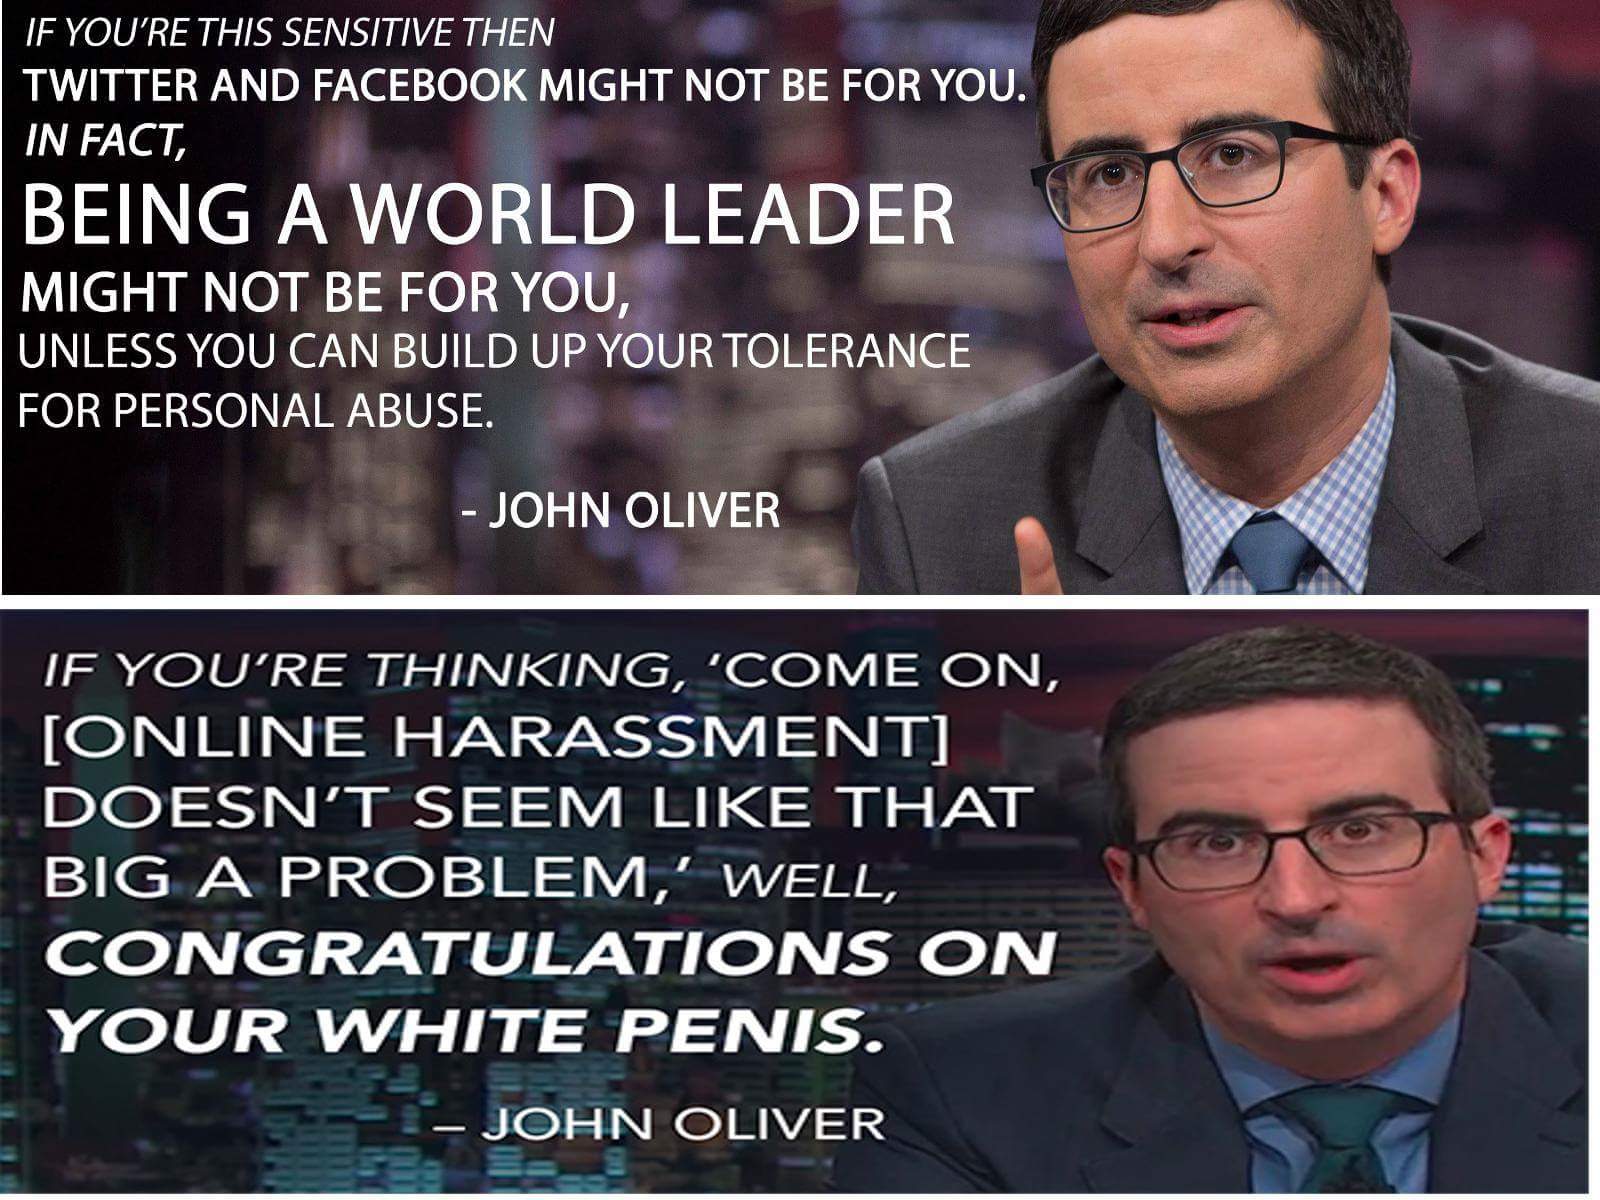 IF YOU'RE THIS SENSITIVE THEN
TWITTER AND FACEBOOK MIGHT NOT BE FOR YOU.
IN FACT,
BEING A WORLD LEADER
MIGHT NOT BE FOR YOU,
UNLESS YOU CAN BUILD UP YOUR TOLERANCE
FOR PERSONAL ABUSE.
- JOHN OLIVER
IF YOU'RE THINKING, 'COME ON,
[ONLINE HARASSMENT]
DOESN'T SEEM LIKE THAT
BIG A PROBLEM,' WELL,
CONGRATULATIONS ON
YOUR WHITE PENIS.
– JOHN OLIVER